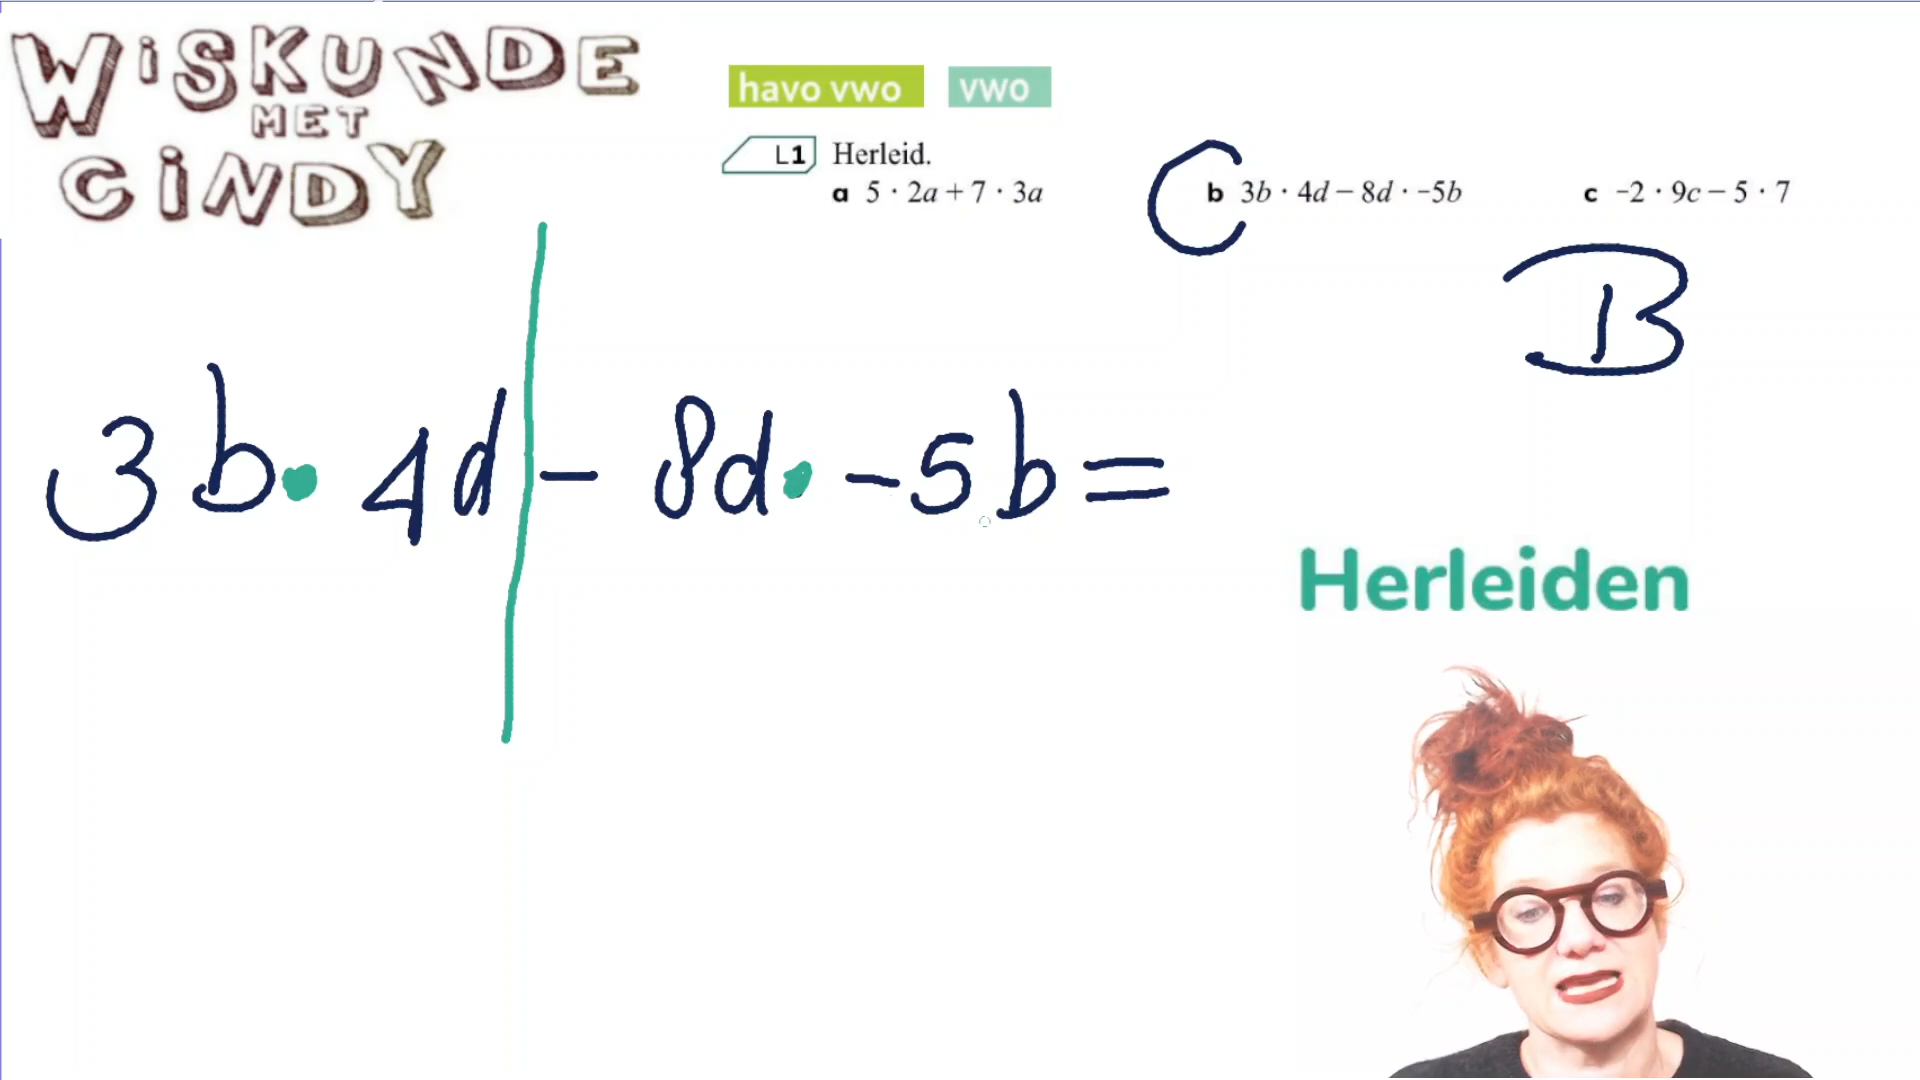 WiSKUNDE
MET
CiNDY
havo vwo vwo
L1 Herleid.
a 5 · 2a + 7 · 3a b 3b · 4d – 8d · –5b c –2 · 9c – 5 · 7
C
B
3b · 4d – 8d · –5b =
Herleiden